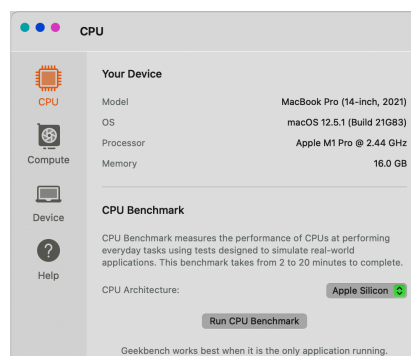 CPU
CPU
Compute
Device
?
Help
Your Device
Model MacBook Pro (14-inch, 2021)
OS macOS 12.5.1 (Build 21G83)
Processor Apple M1 Pro @ 2.44 GHz
Memory 16.0 GB
CPU Benchmark
CPU Benchmark measures the performance of CPUs at performing
everyday tasks using tests designed to simulate real-world
applications. This benchmark takes from 2 to 20 minutes to complete.
CPU Architecture: Apple Silicon
Run CPU Benchmark
Geekbench works best when it is the only application running.